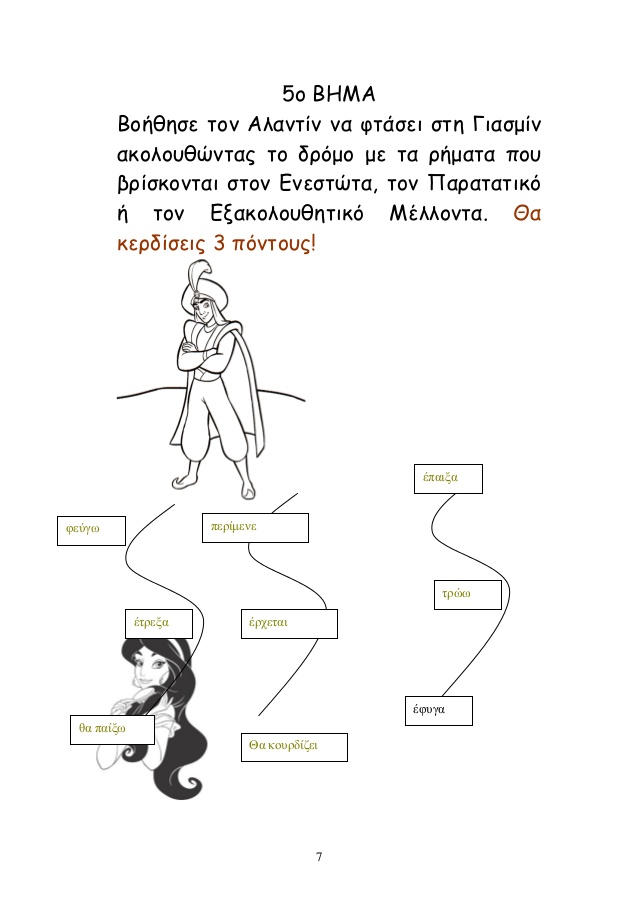 5ο ΒΗΜΑ
Βοήθησε τον Αλαντίν να φτάσει στη Γιασμίν
ακολουθώντας το δρόμο με τα ρήματα που
βρίσκονται στον Ενεστώτα, τον Παρατατικό
ή τον Εξακολουθητικό Μέλλοντα. Θα
κερδίσεις 3 πόντους!
έπαιξα
φεύγω
περίμενε
τρώω
έτρεξα
έρχεται
έφυγα
θα παίξω
Θα κουρδίζει
7